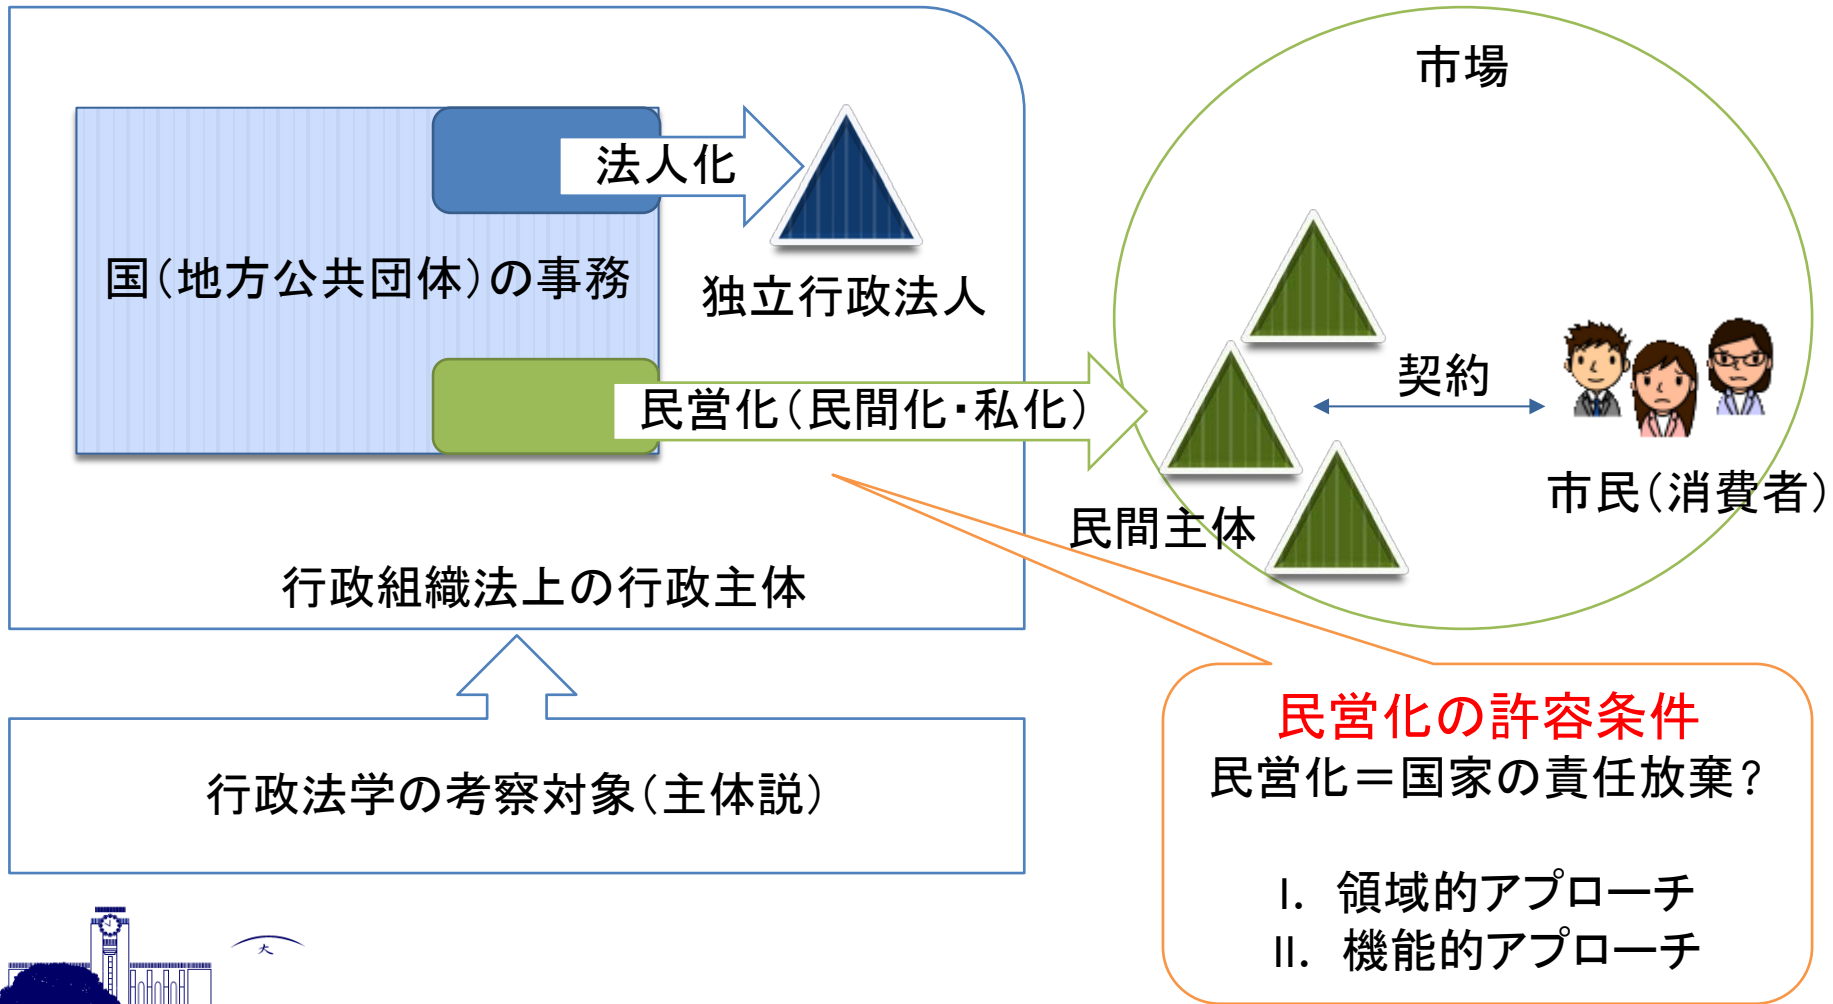 市場
法人化
国（地方公共団体）の事務
独立行政法人
民営化（民間化・私化）
契約
市民（消費者）
民間主体
行政組織法上の行政主体
行政法学の考察対象（主体説）
民営化の許容条件
民営化＝国家の責任放棄？
I. 領域的アプローチ
II. 機能的アプローチ
大